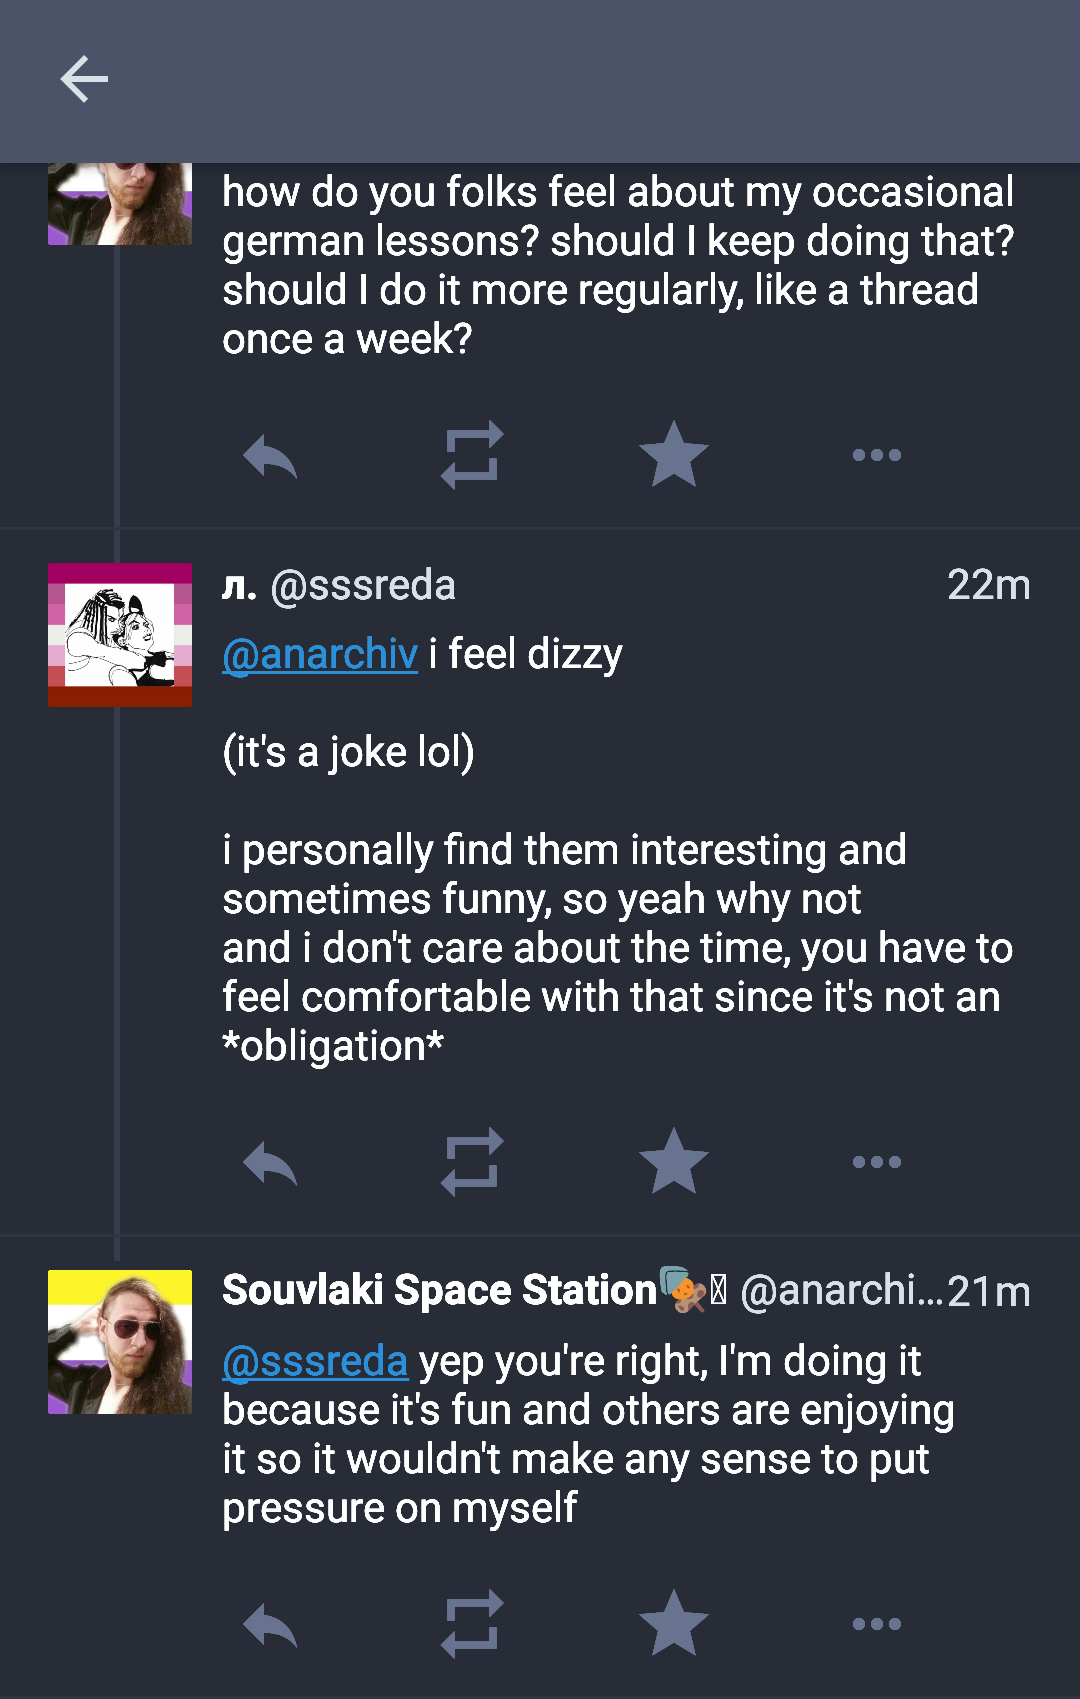 how do you folks feel about my occasional
german lessons? should I keep doing that?
should I do it more regularly, like a thread
once a week?
л. @sssreda 22m
@anarchiv i feel dizzy
(it's a joke lol)
i personally find them interesting and
sometimes funny, so yeah why not
and i don't care about the time, you have to
feel comfortable with that since it's not an
*obligation*
Souvlaki Space Station @anarchi... 21m
@sssreda yep you're right, I'm doing it
because it's fun and others are enjoying
it so it wouldn't make any sense to put
pressure on myself